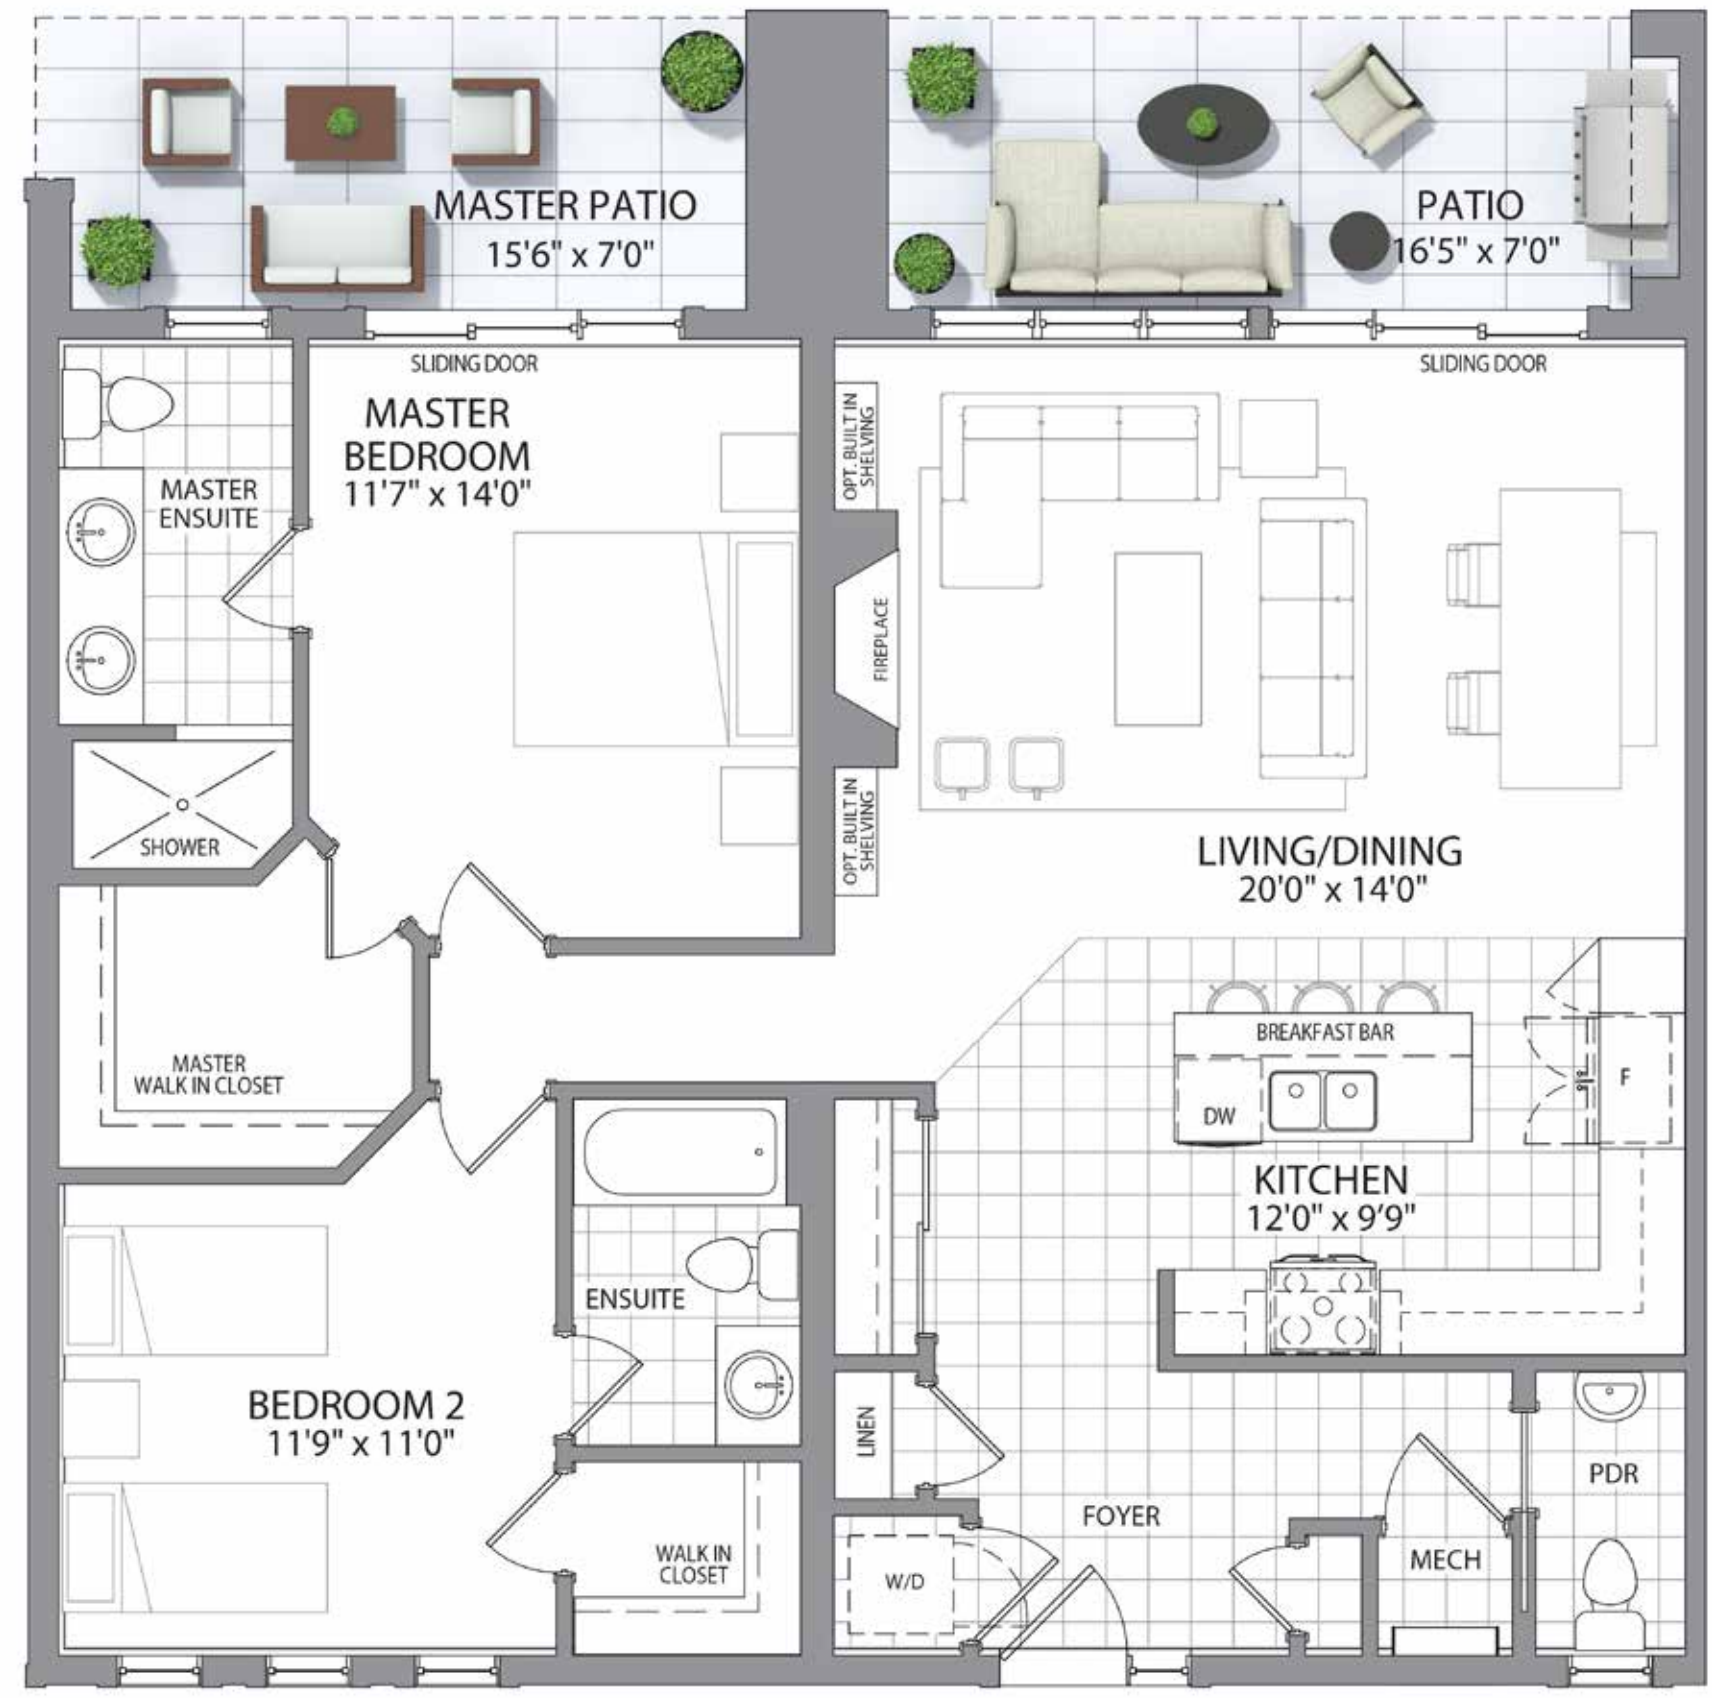 MASTER PATIO
15'6" x 7'0"
PATIO
16'5" x 7'0"
SLIDING DOOR
SLIDING DOOR
MASTER
BEDROOM
11'7" x 14'0"
MASTER
ENSUITE
OPT. BUILT IN
SHELVING
FIREPLACE
OPT. BUILT IN
SHELVING
SHOWER
LIVING/DINING
20'0" x 14'0"
MASTER
WALK IN CLOSET
BREAKFAST BAR
DW
F
KITCHEN
12'0" x 9'9"
ENSUITE
BEDROOM 2
11'9" x 11'0"
LINEN
PDR
FOYER
WALK IN
CLOSET
W/D
MECH